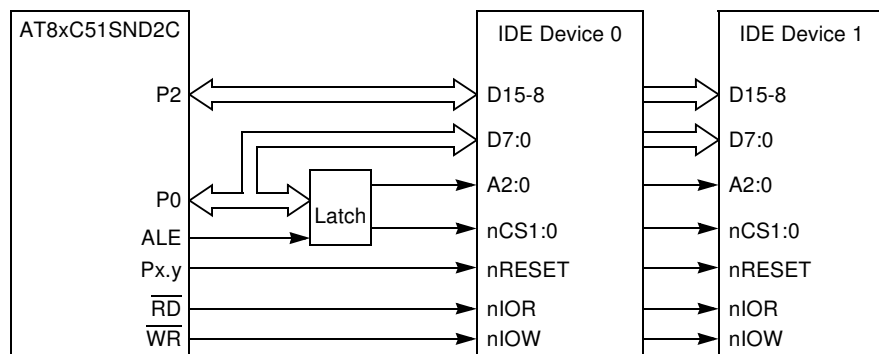 AT8xC51SND2C
IDE Device 0
IDE Device 1
P2
D15-8
D15-8
D7:0
D7:0
P0
Latch
A2:0
A2:0
ALE
nCS1:0
nCS1:0
Px.y
nRESET
nRESET
RD
nIOR
nIOR
WR
nIOW
nIOW